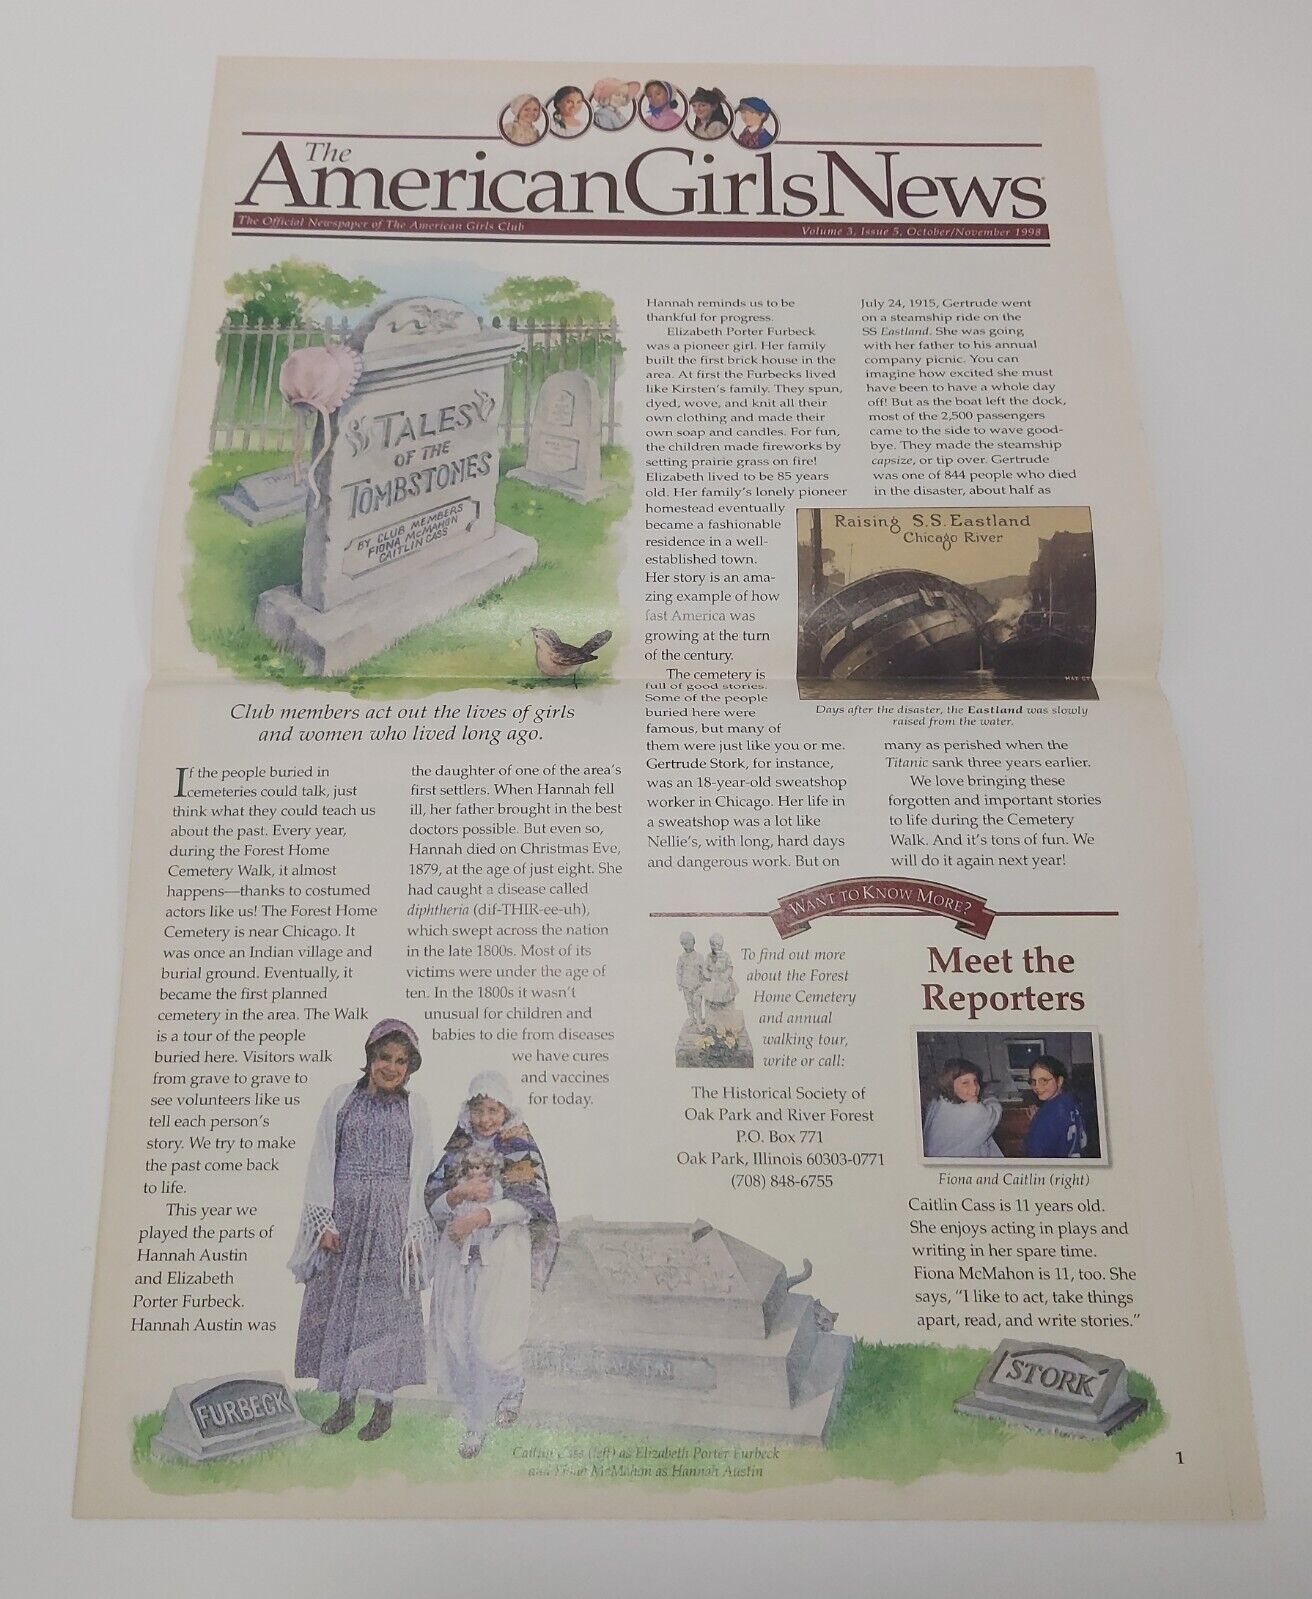 The
American Girls News
The Official Newspaper of The American Girls Club
Volume 3, Issue 5, October/November 1998
TALES
OF THE
TOMBSTONES
BY CLUB MEMBERS
FIONA McMAHON
CAITLIN CASS
Club members act out the lives of girls
and women who lived long ago.
If the people buried in
cemeteries could talk, just
think what they could teach us
about the past. Every year,
during the Forest Home
Cemetery Walk, it almost
happens—thanks to costumed
actors like us! The Forest Home
Cemetery is near Chicago. It
was once an Indian village and
burial ground. Eventually, it
became the first planned
cemetery in the area. The Walk
is a tour of the people
buried here. Visitors walk
from grave to grave to
see volunteers like us
tell each person's
story. We try to make
the past come back
to life.
This year we
played the parts of
Hannah Austin
and Elizabeth
Porter Furbeck.
Hannah Austin was
the daughter of one of the area's
first settlers. When Hannah fell
ill, her father brought in the best
doctors possible. But even so,
Hannah died on Christmas Eve,
1879, at the age of just eight. She
had caught a disease called
diphtheria (dif-THIR-ee-uh),
which swept across the nation
in the late 1800s. Most of its
victims were under the age of
ten. In the 1800s it wasn't
unusual for children and
babies to die from diseases
we have cures
and vaccines
for today.
Hannah reminds us to be
thankful for progress.
Elizabeth Porter Furbeck
was a pioneer girl. Her family
built the first brick house in the
area. At first the Furbecks lived
like Kirsten's family. They spun,
dyed, wove, and knit all their
own clothing and made their
own soap and candles. For fun,
the children made fireworks by
setting prairie grass on fire!
Elizabeth lived to be 85 years
old. Her family's lonely pioneer
homestead eventually
became a fashionable
residence in a well-
established town.
Her story is an ama-
zing example of how
fast America was
growing at the turn
of the century.
The cemetery is
full of good stories.
Some of the people
buried here were
famous, but many of
them were just like you or me.
Gertrude Stork, for instance,
was an 18-year-old sweatshop
worker in Chicago. Her life in
a sweatshop was a lot like
Nellie's, with long, hard days
and dangerous work. But on
July 24, 1915, Gertrude went
on a steamship ride on the
SS Eastland. She was going
with her father to his annual
company picnic. You can
imagine how excited she must
have been to have a whole day
off! But as the boat left the dock,
most of the 2,500 passengers
came to the side to wave good-
bye. They made the steamship
capsize, or tip over. Gertrude
was one of 844 people who died
in the disaster, about half as
Raising S.S. Eastland
Chicago River
Days after the disaster, the Eastland was slowly
raised from the water.
many as perished when the
Titanic sank three years earlier.
We love bringing these
forgotten and important stories
to life during the Cemetery
Walk. And it's tons of fun. We
will do it again next year!
WANT TO KNOW MORE?
To find out more
about the Forest
Home Cemetery
and annual
walking tour,
write or call:
The Historical Society of
Oak Park and River Forest
P.O. Box 771
Oak Park, Illinois 60303-0771
(708) 848-6755
Meet the
Reporters
Fiona and Caitlin (right)
Caitlin Cass is 11 years old.
She enjoys acting in plays and
writing in her spare time.
Fiona McMahon is 11, too. She
says, "I like to act, take things
apart, read, and write stories."
FURBECK
STORK
Caitlin Cass (left) as Elizabeth Porter Furbeck
and Fiona McMahon as Hannah Austin
1